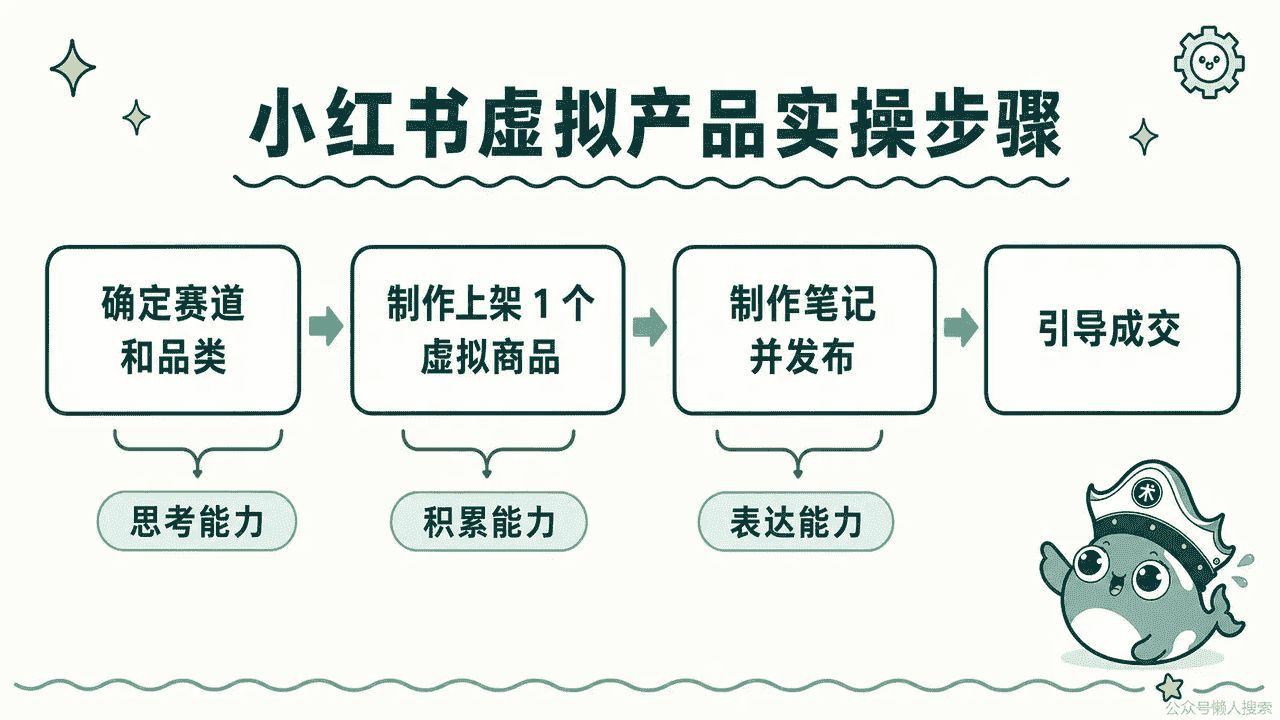 小红书虚拟产品实操步骤
确定赛道
和品类
制作上架 1 个
虚拟商品
制作笔记
并发布
引导成交
思考能力
积累能力
表达能力
术
公众号懒人搜索